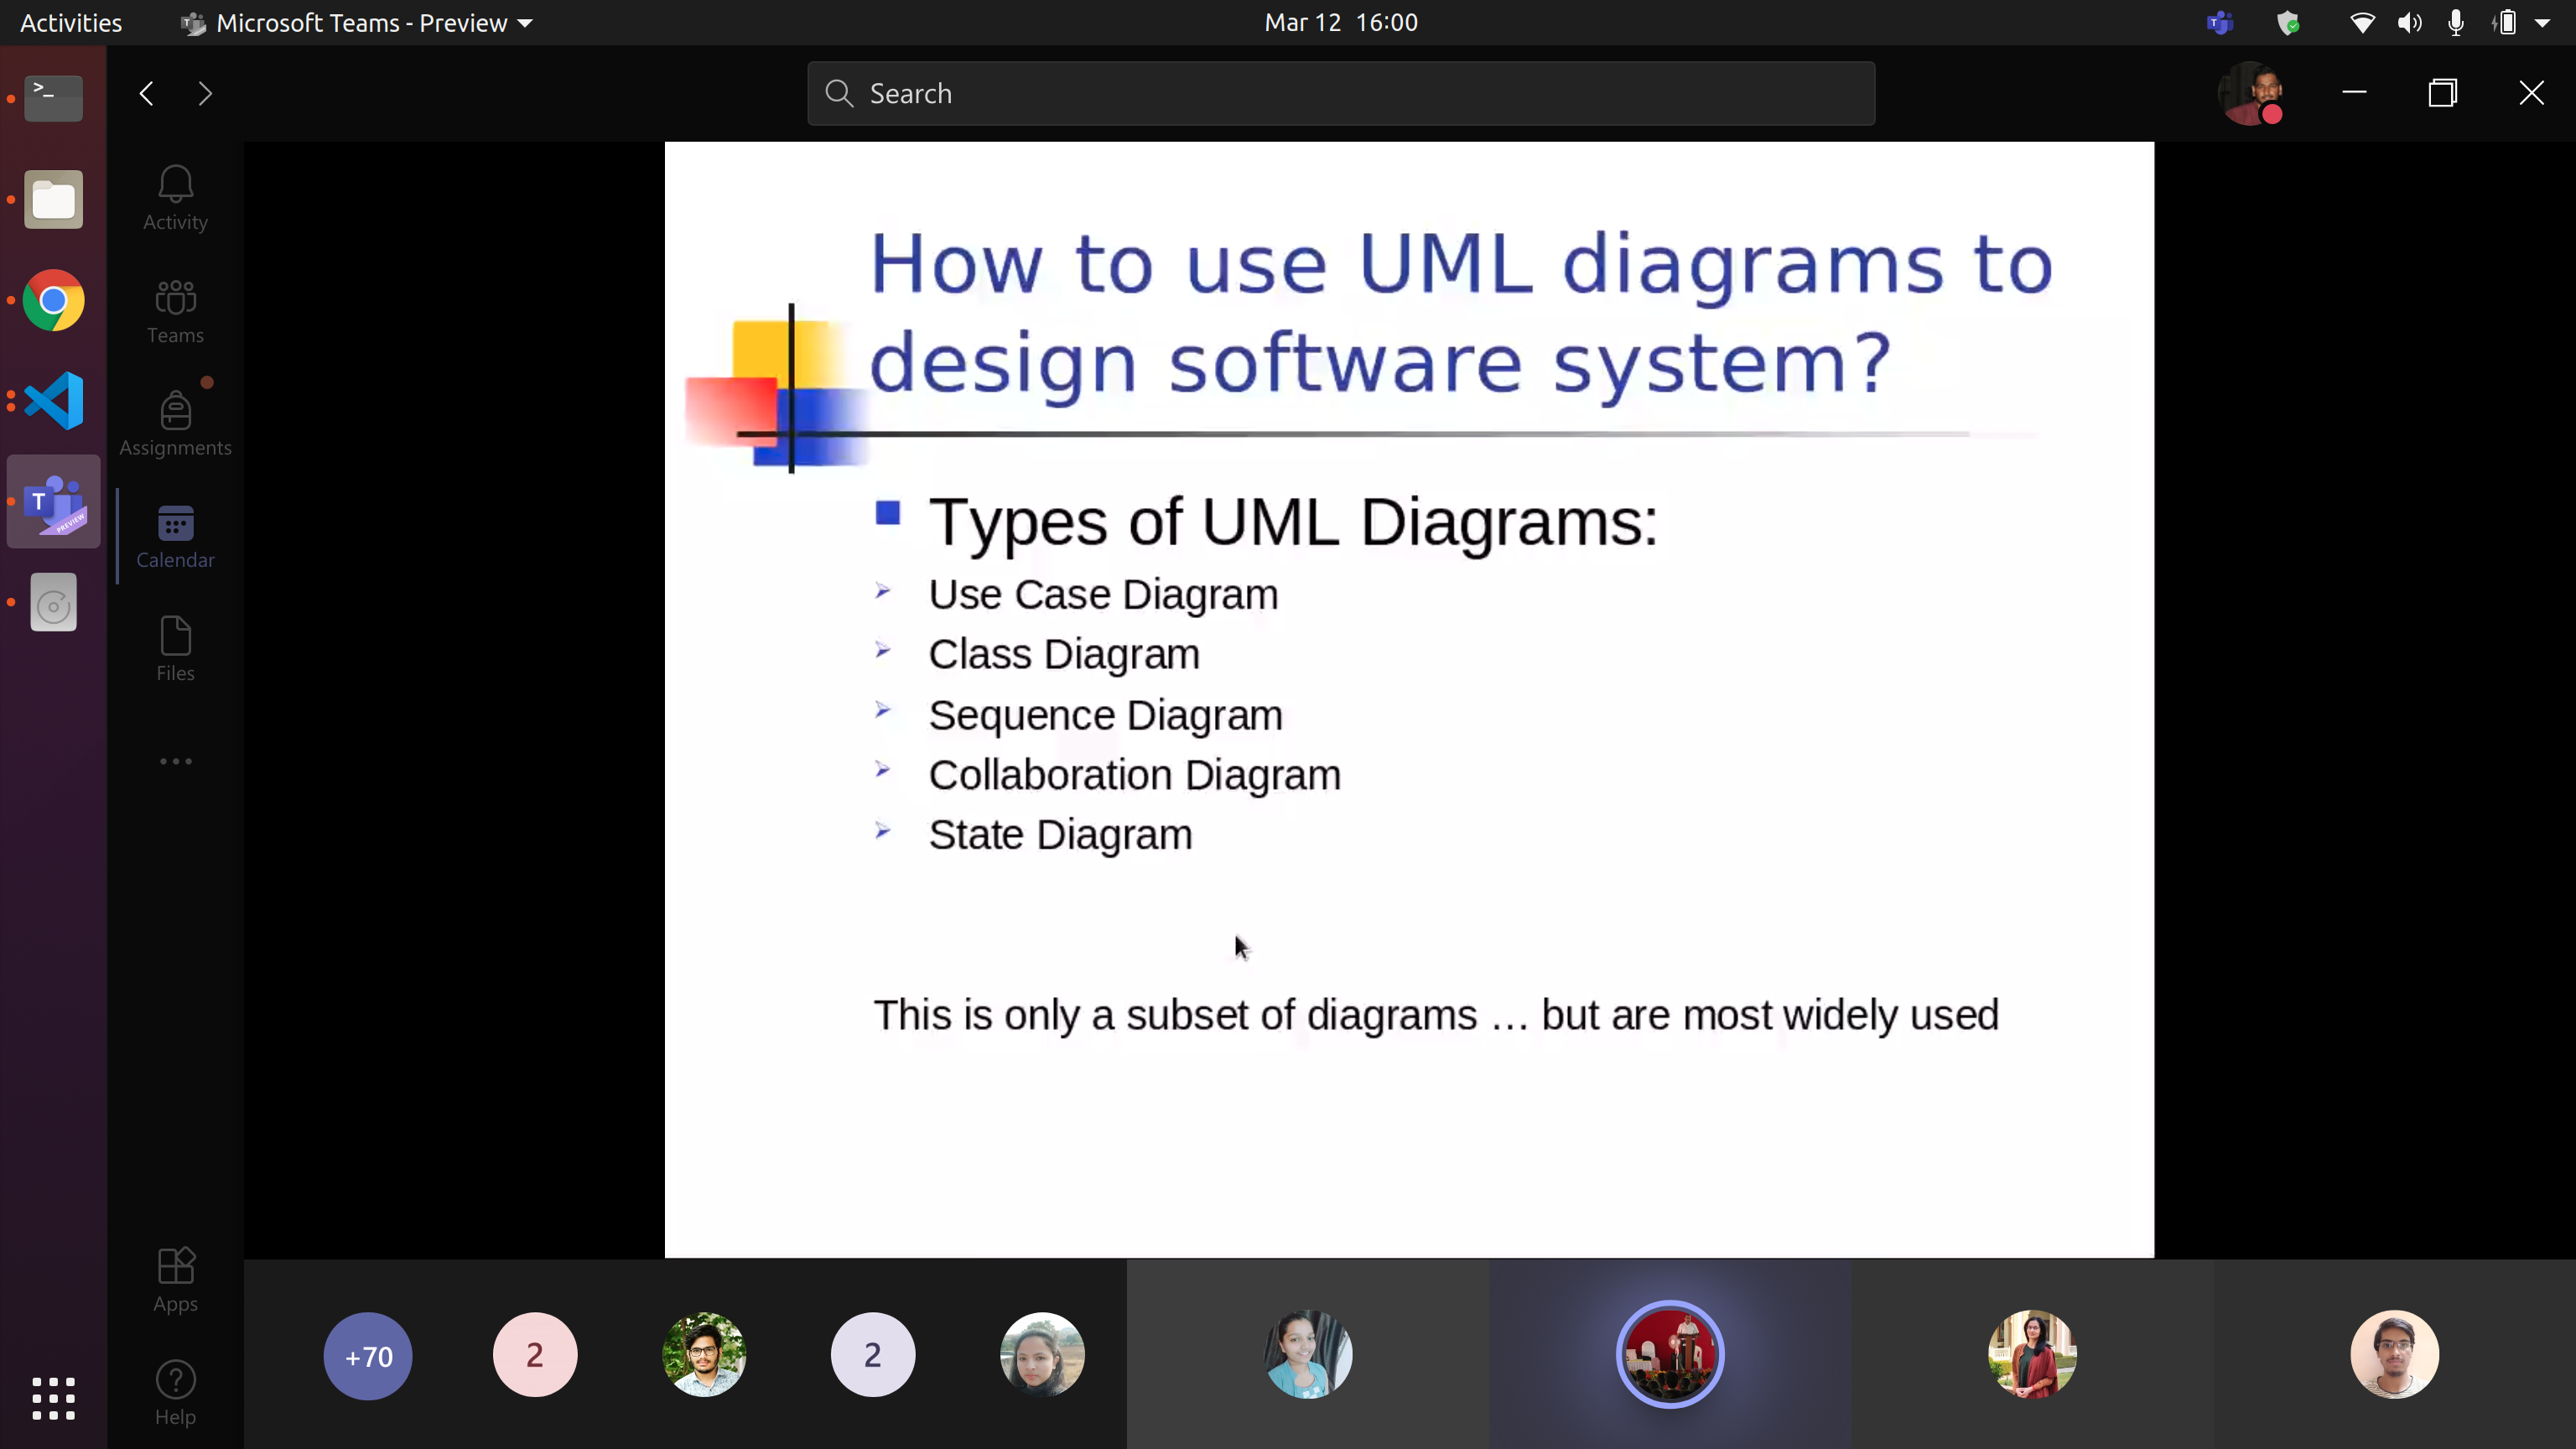 Activities
Microsoft Teams - Preview
Mar 12 16:00
T
>_
Search
Activity
Teams
Assignments
T
PREVIEW
Calendar
Files
Apps
Help
?
How to use UML diagrams to
design software system?
Types of UML Diagrams:
Use Case Diagram
Class Diagram
Sequence Diagram
Collaboration Diagram
State Diagram
This is only a subset of diagrams … but are most widely used
+70
2
2